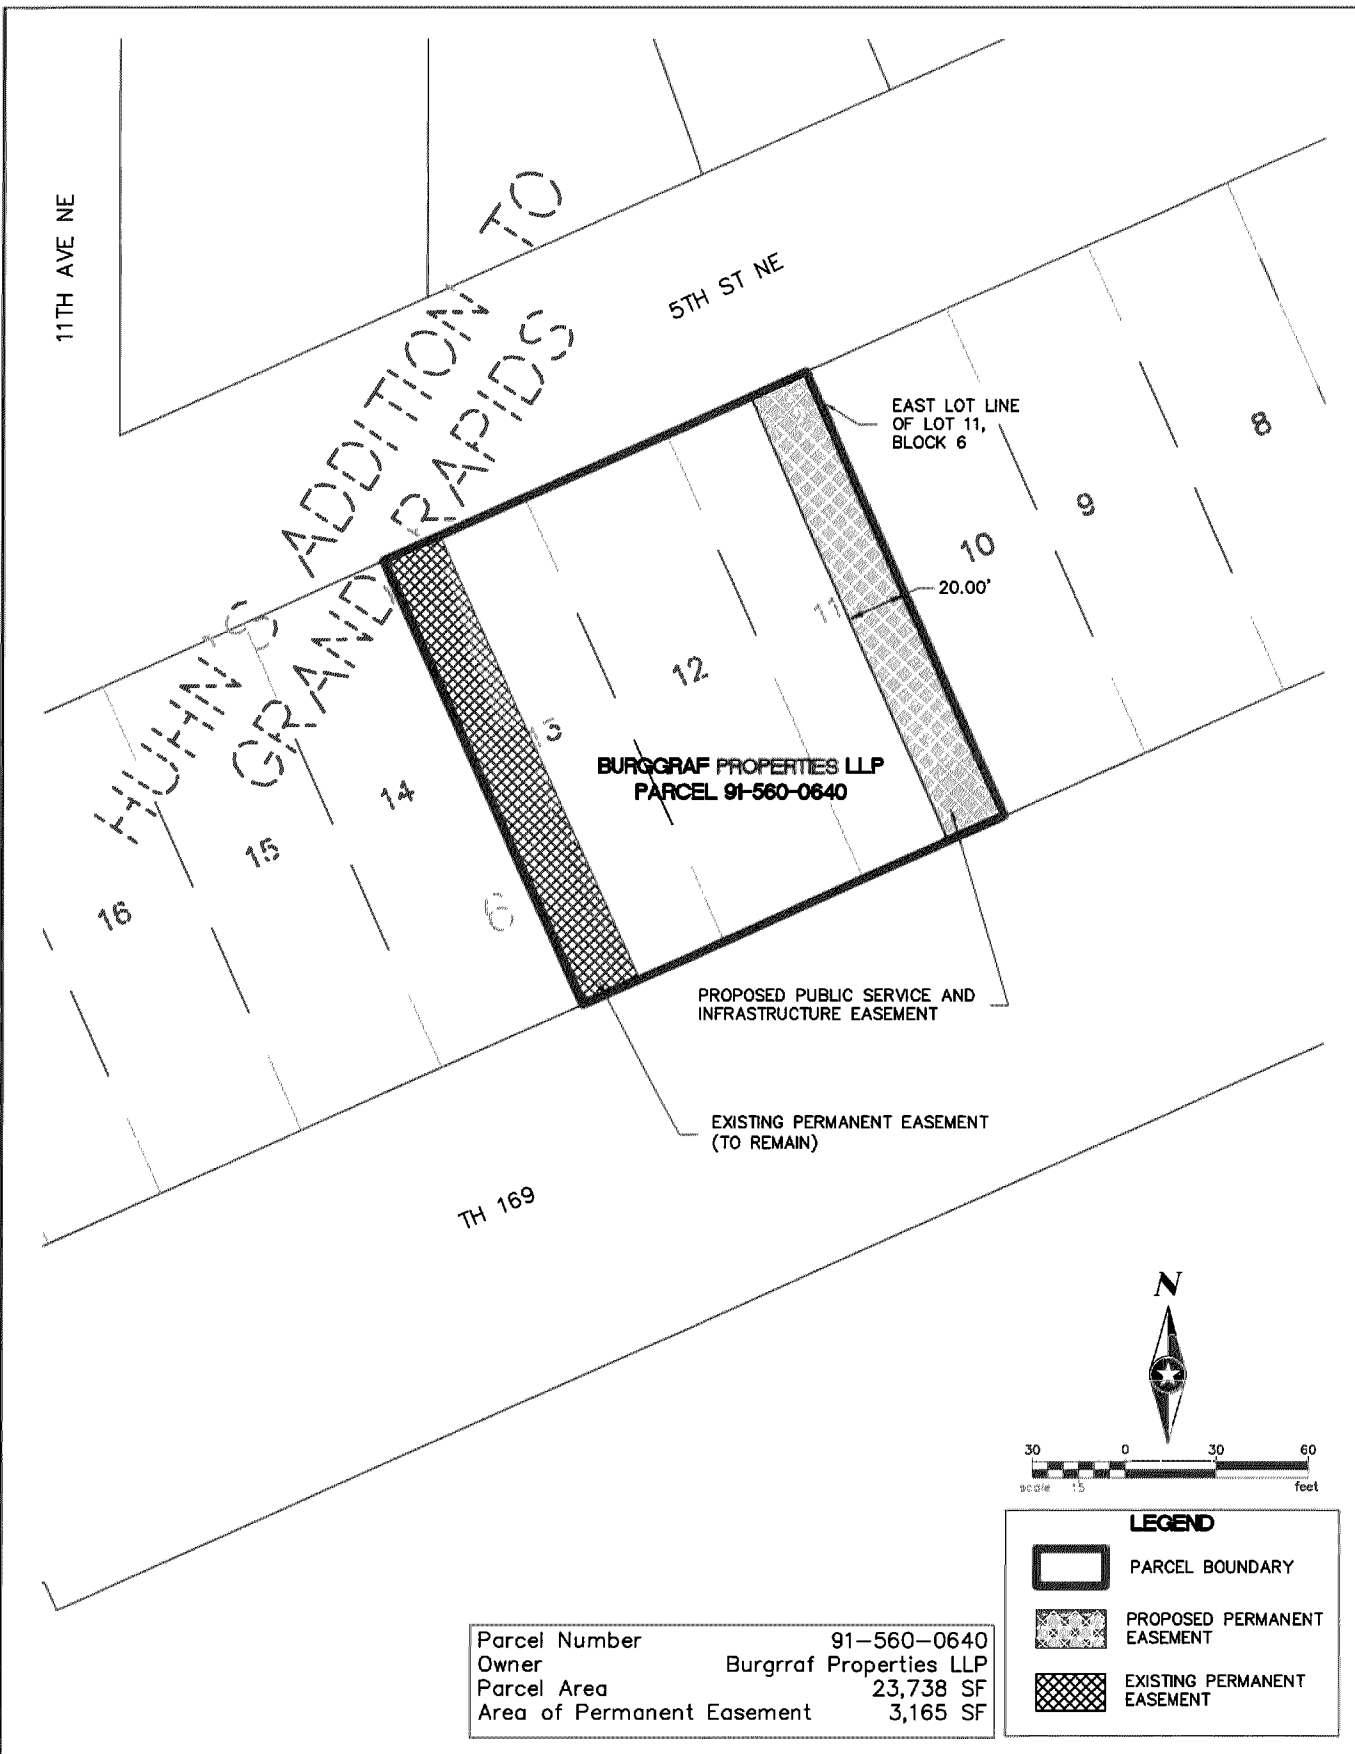 11TH AVE NE
HUHN'S ADDITION TO
GRAND RAPIDS
5TH ST NE
EAST LOT LINE
OF LOT 11,
BLOCK 6
8
9
10
20.00'
11
12
13
BURGGRAF PROPERTIES LLP
PARCEL 91-560-0640
14
15
16
6
PROPOSED PUBLIC SERVICE AND
INFRASTRUCTURE EASEMENT
EXISTING PERMANENT EASEMENT
(TO REMAIN)
TH 169
N
30 0 30 60
scale 15 feet
LEGEND
PARCEL BOUNDARY
PROPOSED PERMANENT
EASEMENT
EXISTING PERMANENT
EASEMENT
Parcel Number 91-560-0640
Owner Burgrraf Properties LLP
Parcel Area 23,738 SF
Area of Permanent Easement 3,165 SF